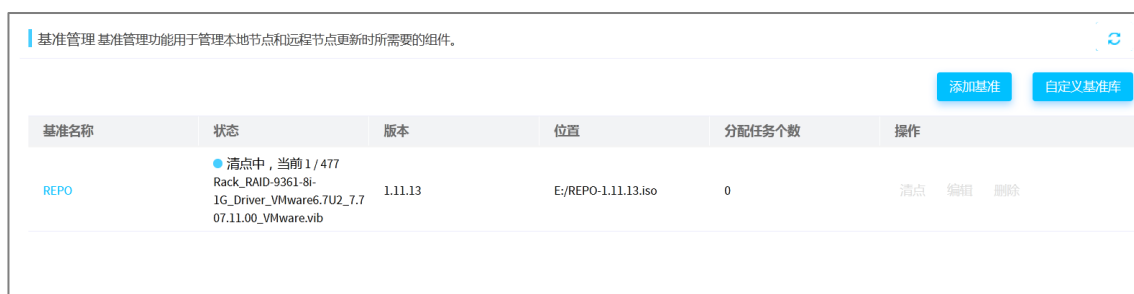 基准管理 基准管理功能用于管理本地节点和远程节点更新时所需要的组件。
添加基准 自定义基准库
基准名称 状态 版本 位置 分配任务个数 操作
清点中，当前 1 / 477
Rack_RAID-9361-8i-
1G_Driver_VMware6.7U2_7.7
07.11.00_VMware.vib
REPO 1.11.13 E:/REPO-1.11.13.iso 0 清点 编辑 删除